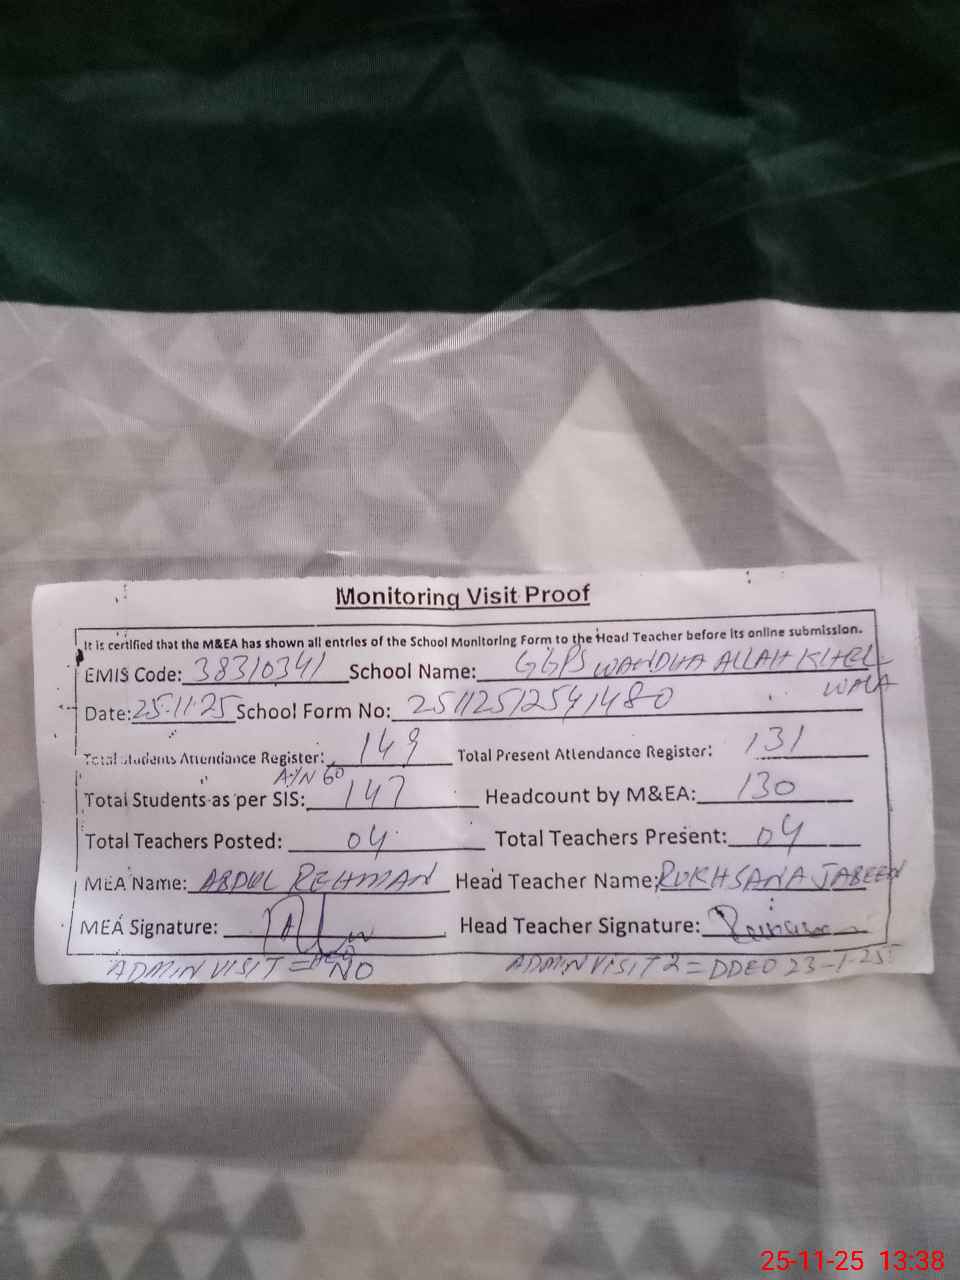 Monitoring Visit Proof
It is certified that the M&EA has shown all entries of the School Monitoring Form to the Head Teacher before its online submission.
EMIS Code: 38310341 School Name: GGPS WANDHA ALLAH KHEL
WALA
Date: 25-11-25 School Form No: 25112512541480
Total Students Attendance Register: 149 Total Present Attendance Register: 131
Total Students as per SIS: 147 Headcount by M&EA: 130
Total Teachers Posted: 04 Total Teachers Present: 04
MEA Name: ABDUL REHMAN Head Teacher Name: RUKHSANA JABEEN
MEA Signature: Head Teacher Signature:
ADMIN VISIT = NO ADMIN VISIT 2 = DDEO 23-1-25
25-11-25 13:38